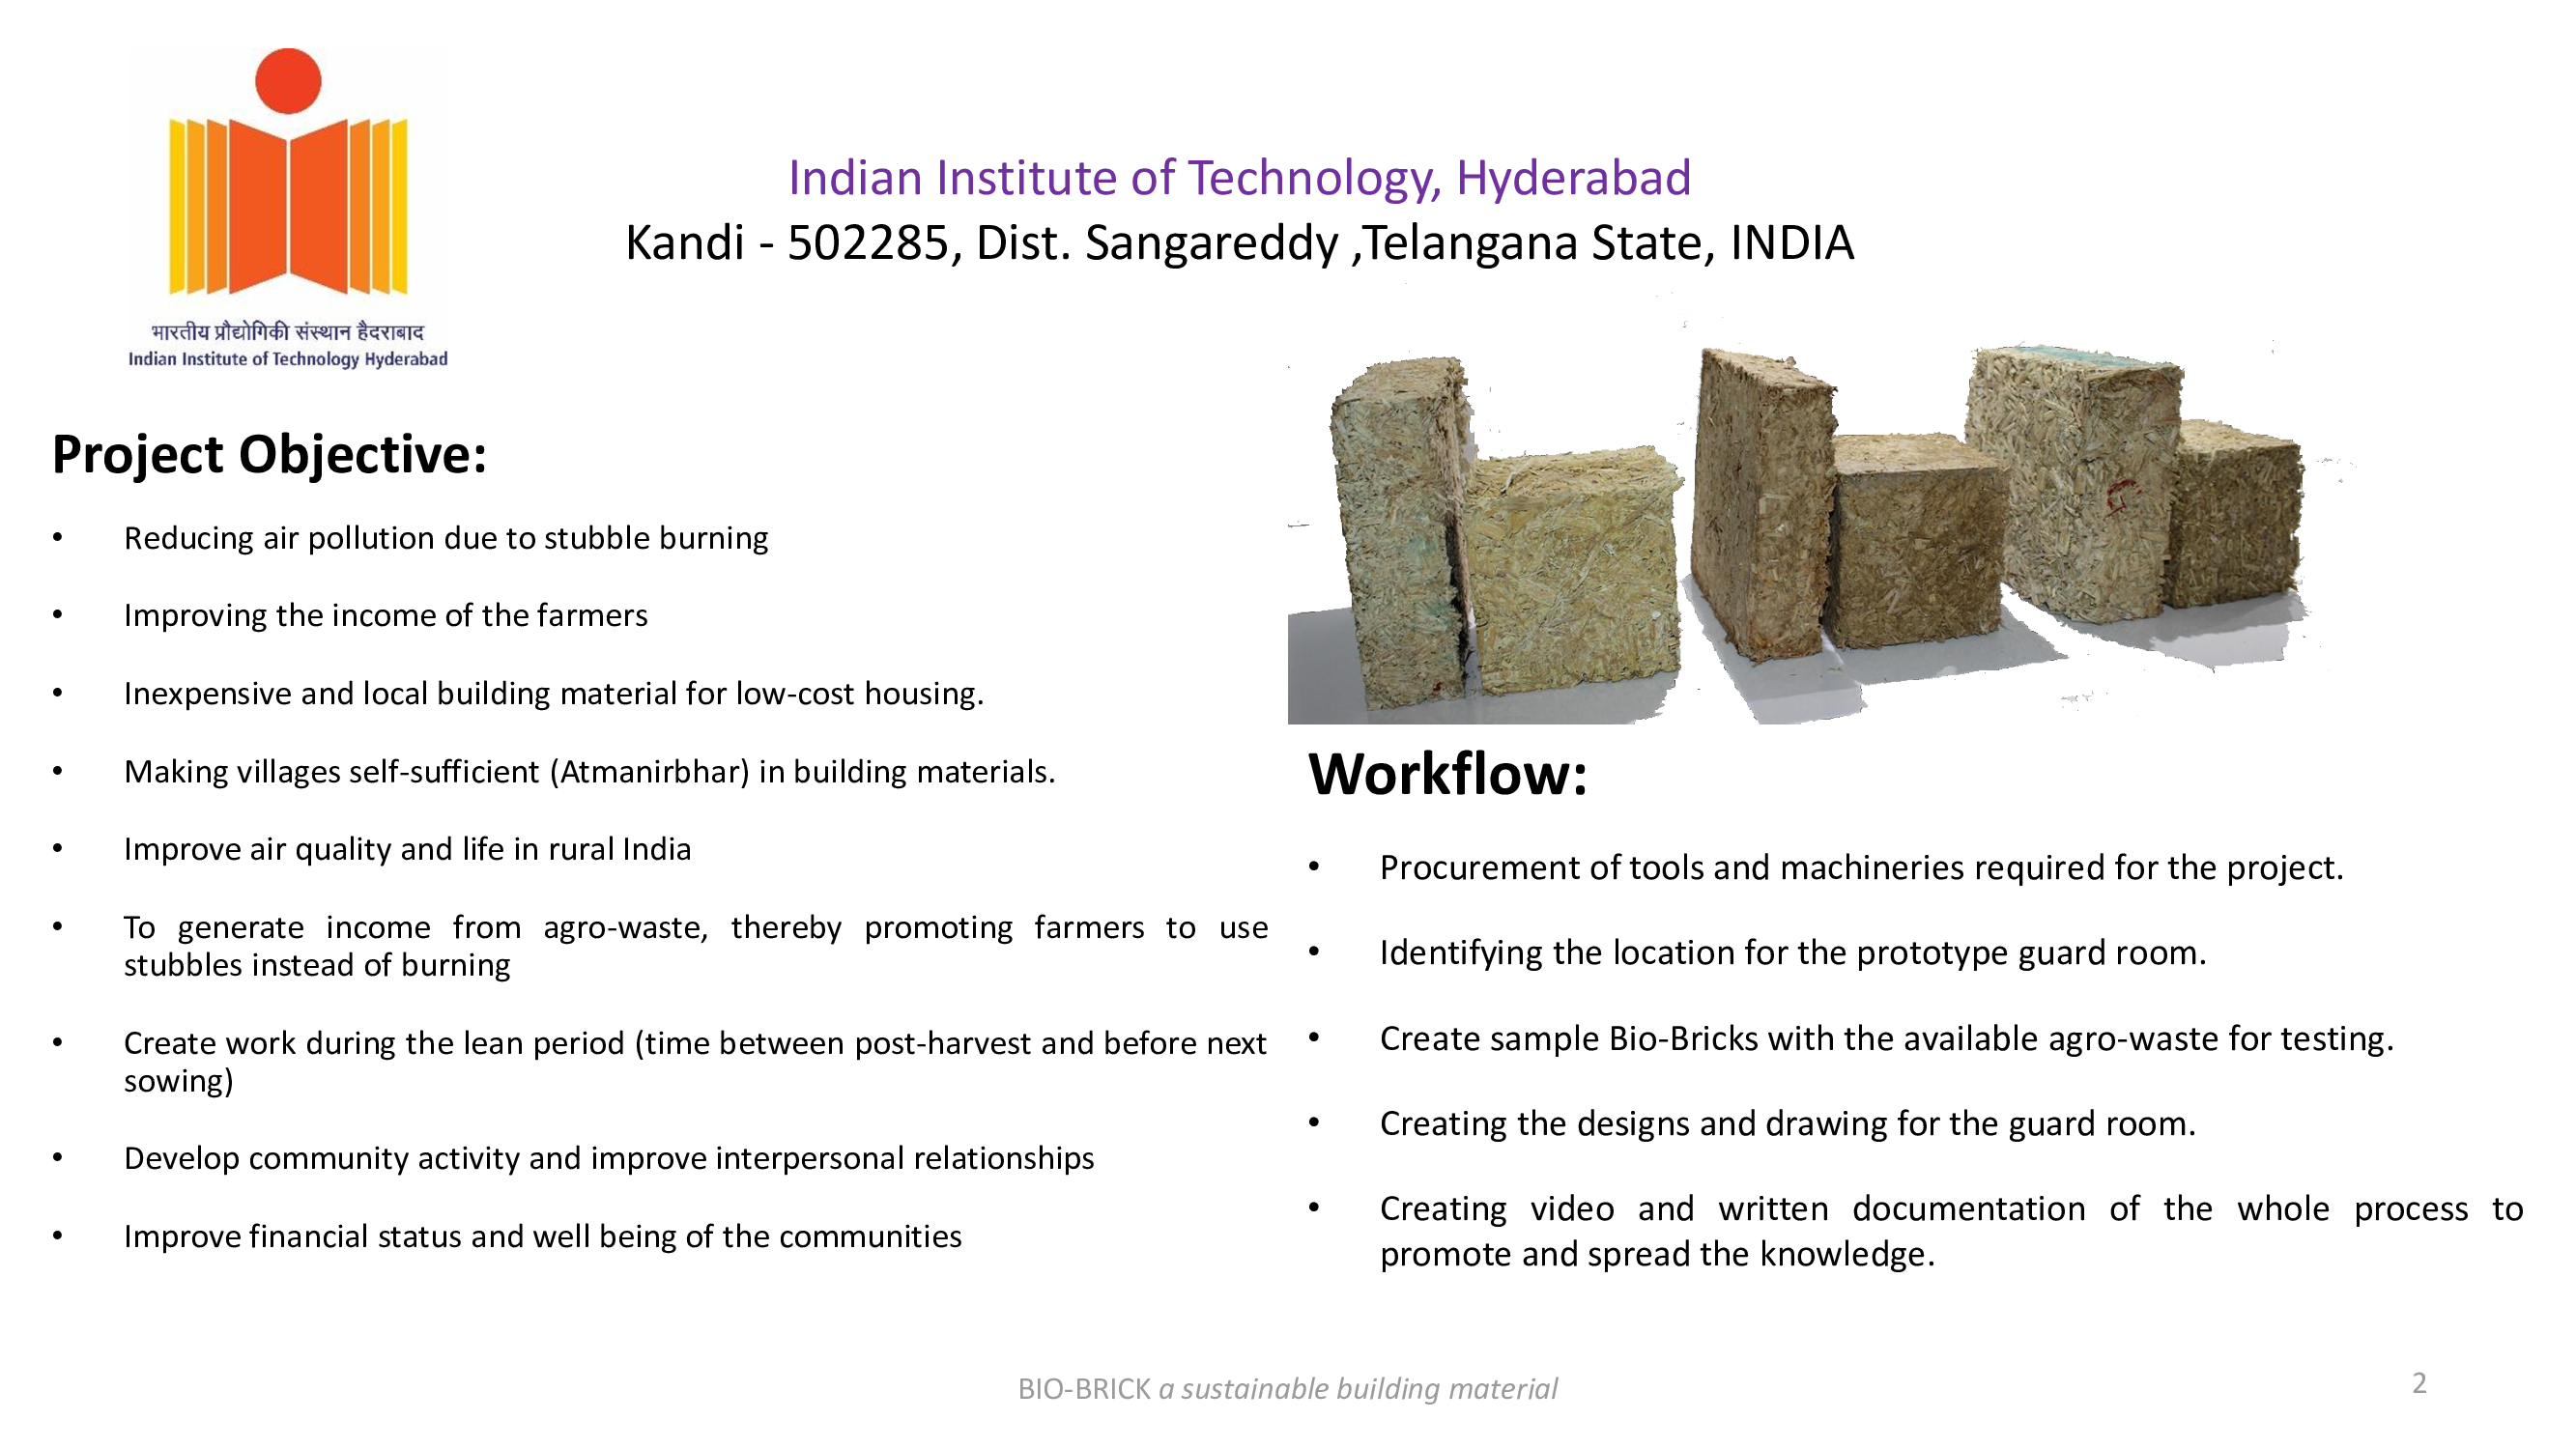 भारतीय प्रौद्योगिकी संस्थान हैदराबाद
Indian Institute of Technology Hyderabad
Indian Institute of Technology, Hyderabad
Kandi - 502285, Dist. Sangareddy ,Telangana State, INDIA
Project Objective:
• Reducing air pollution due to stubble burning
• Improving the income of the farmers
• Inexpensive and local building material for low-cost housing.
• Making villages self-sufficient (Atmanirbhar) in building materials.
• Improve air quality and life in rural India
• To generate income from agro-waste, thereby promoting farmers to use
stubbles instead of burning
• Create work during the lean period (time between post-harvest and before next
sowing)
• Develop community activity and improve interpersonal relationships
• Improve financial status and well being of the communities
Workflow:
• Procurement of tools and machineries required for the project.
• Identifying the location for the prototype guard room.
• Create sample Bio-Bricks with the available agro-waste for testing.
• Creating the designs and drawing for the guard room.
• Creating video and written documentation of the whole process to
promote and spread the knowledge.
BIO-BRICK a sustainable building material
2